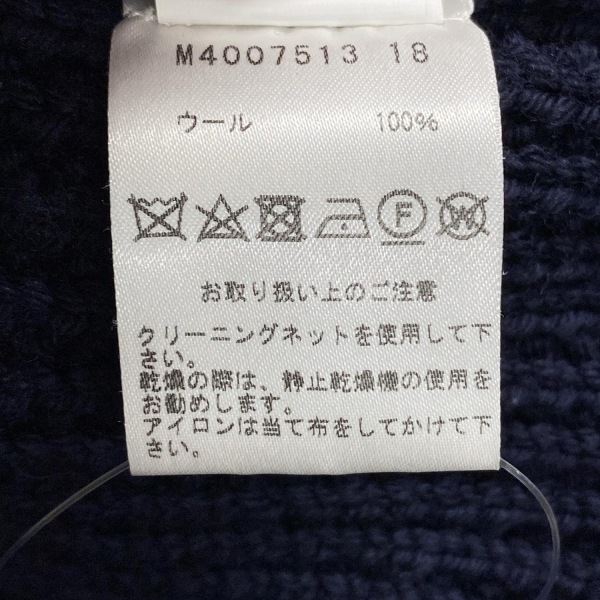 M4007513 18
ウール 100%
F W
お取り扱い上のご注意
クリーニングネットを使用して下
さい。
乾燥の際は、静止乾燥機の使用を
お勧めします。
アイロンは当て布をしてかけて下
さい。